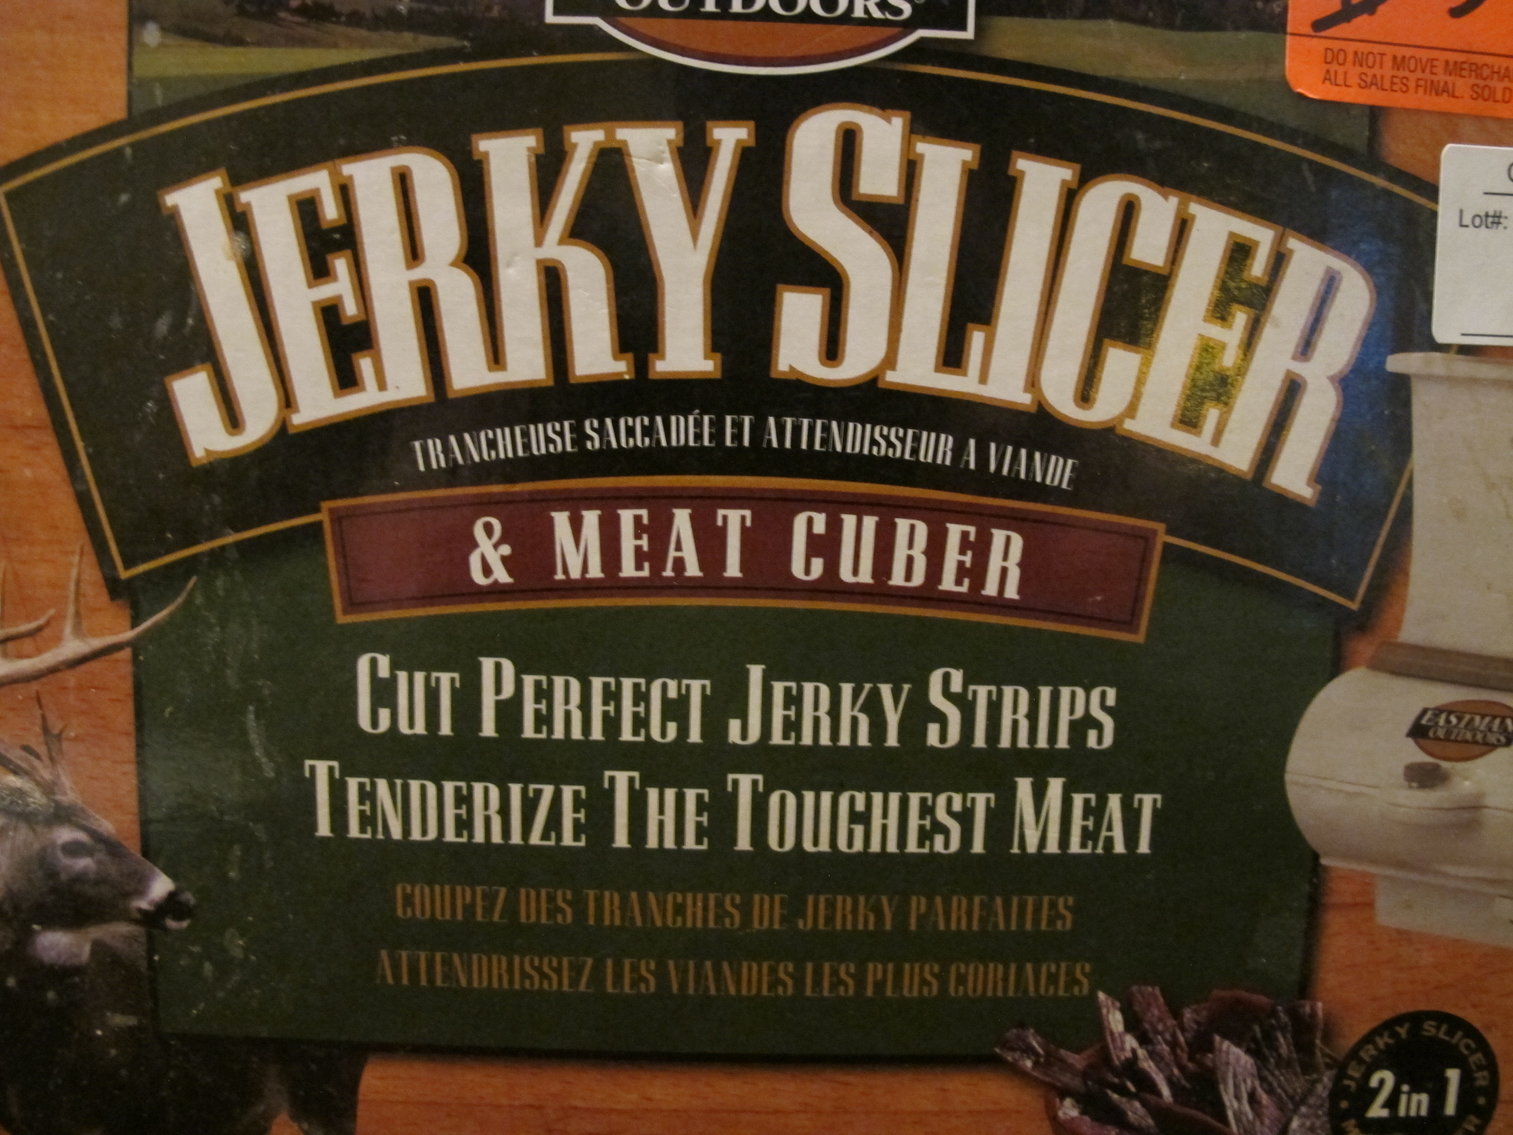 OUTDOORS®
DO NOT MOVE
ALL SALES FINAL. SOLD
Lot#:
JERKY SLICER
TRANCHEUSE SACCADÉE ET ATTENDISSEUR A VIANDE
& MEAT CUBER
CUT PERFECT JERKY STRIPS
TENDERIZE THE TOUGHEST MEAT
COUPEZ DES TRANCHES DE JERKY PARFAITES
ATTENDRISSEZ LES VIANDES LES PLUS CORIACES
EASTMAN
OUTDOORS
JERKY SLICER
2 in 1